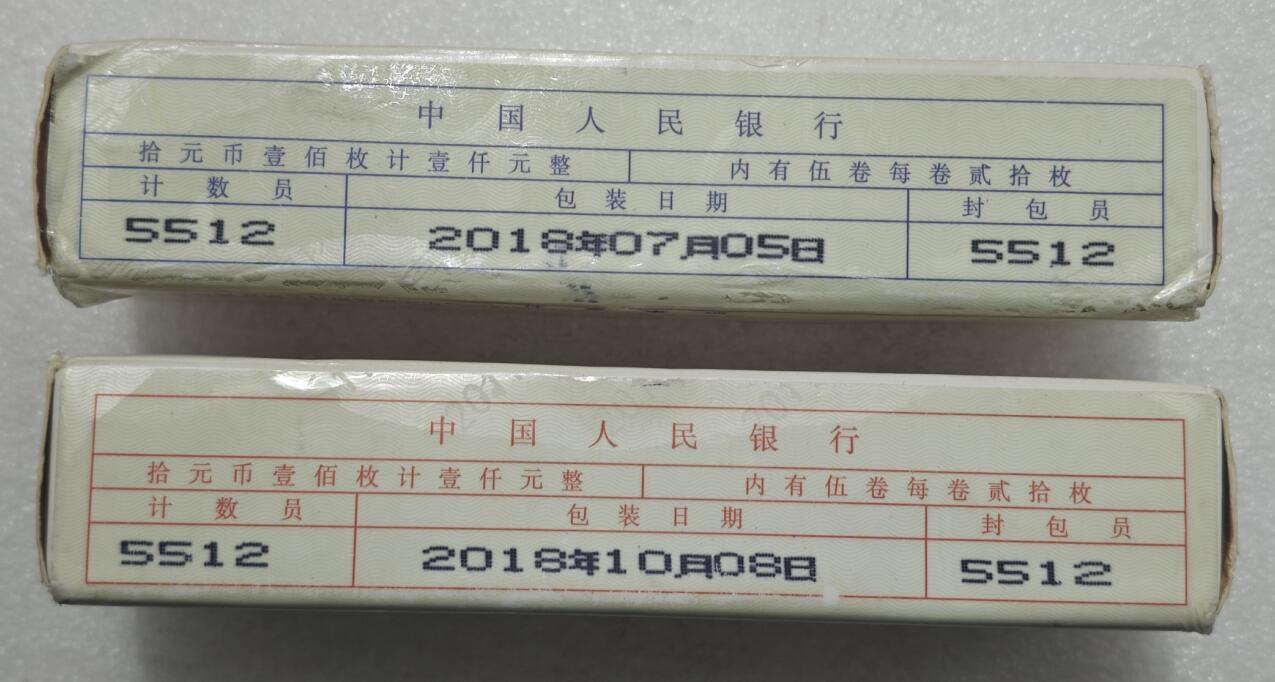 中国人民银行
拾元币壹佰枚计壹仟元整 内有伍卷每卷贰拾枚
计数员 包装日期 封包员
5512 2018年07月05日 5512
中国人民银行
拾元币壹佰枚计壹仟元整 内有伍卷每卷贰拾枚
计数员 包装日期 封包员
5512 2018年10月08日 5512